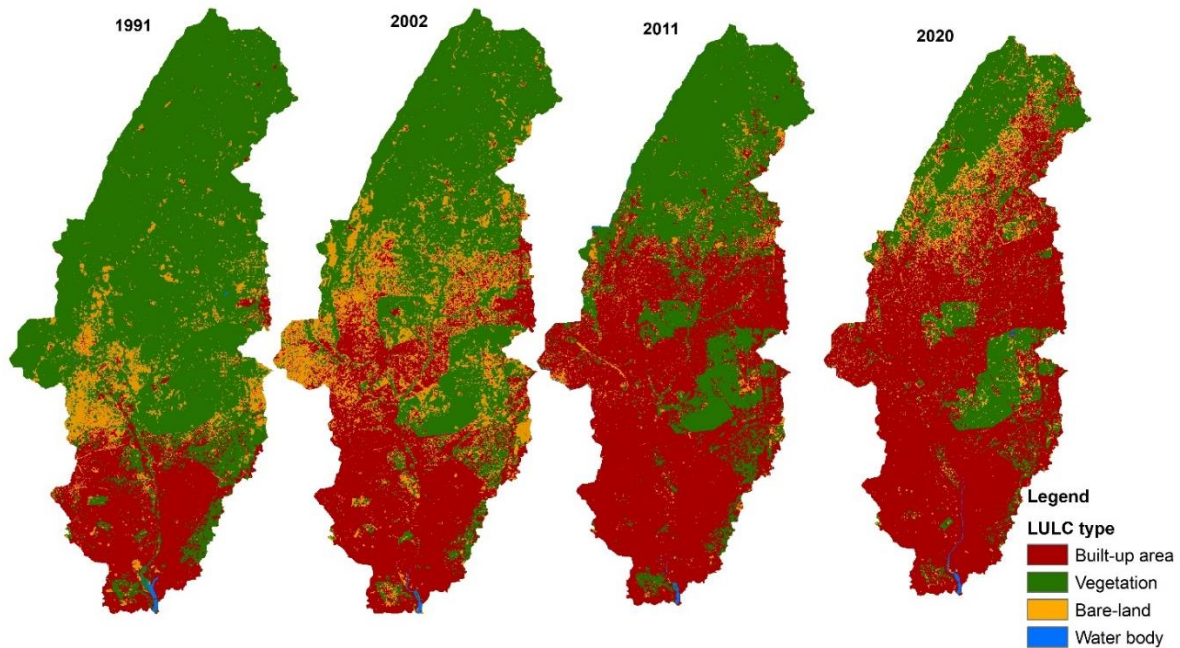 1991
2002
2011
2020
Legend
LULC type
Built-up area
Vegetation
Bare-land
Water body